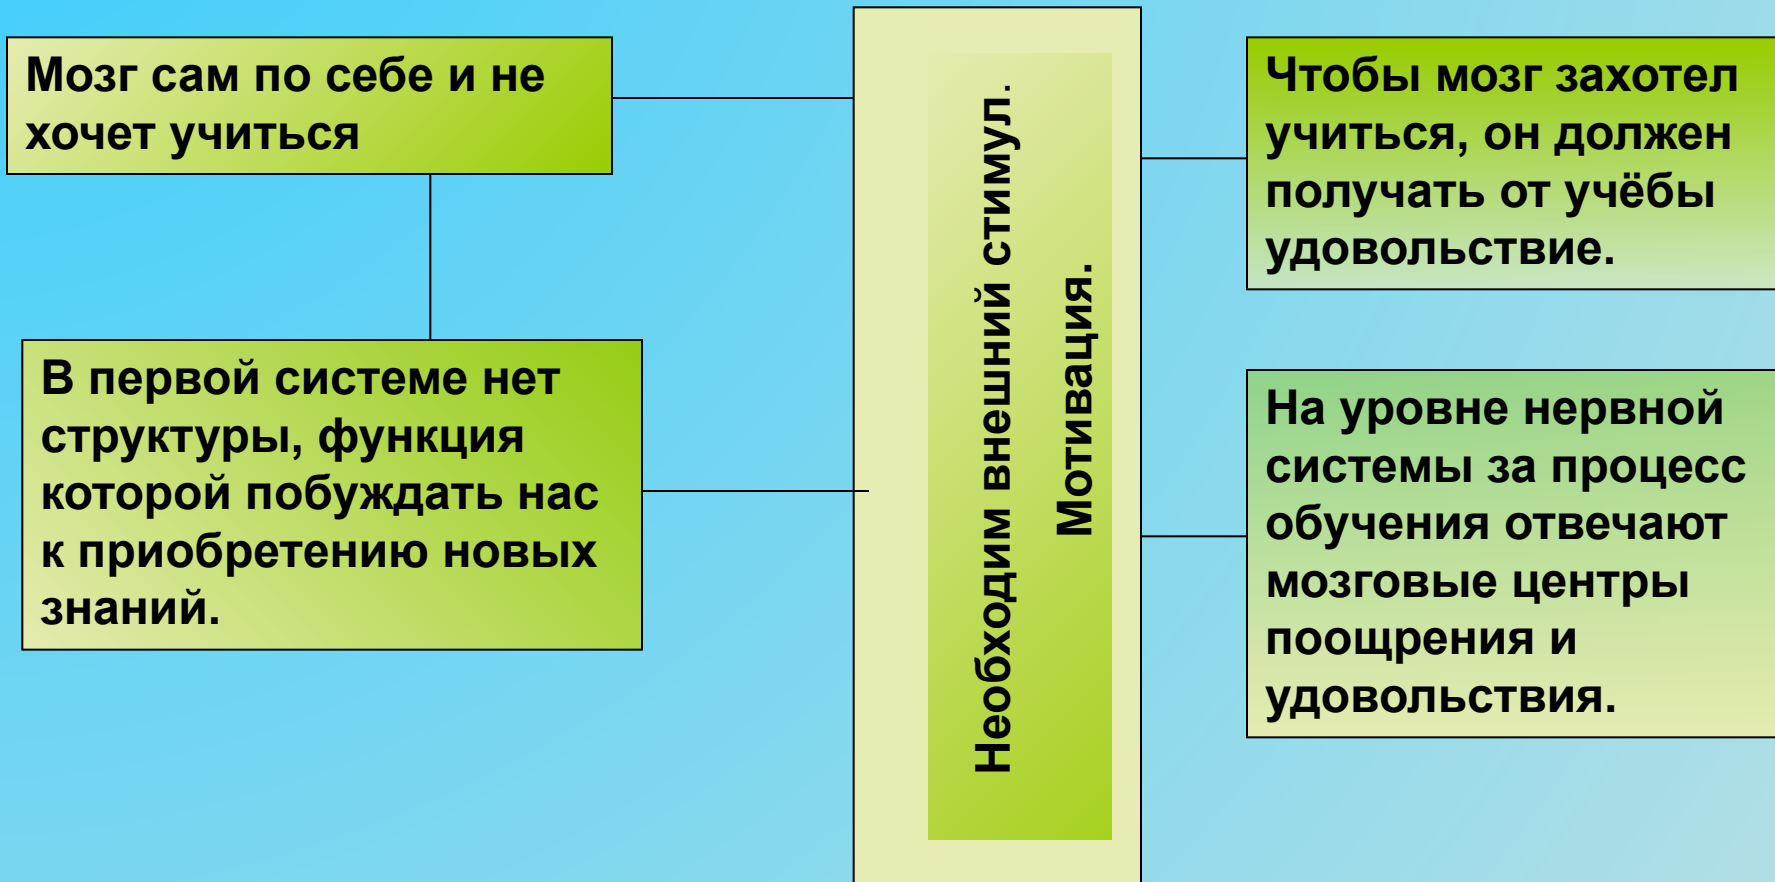 Мозг сам по себе и не
хочет учиться
В первой системе нет
структуры, функция
которой побуждать нас
к приобретению новых
знаний.
Необходим внешний стимул.
Мотивация.
Чтобы мозг захотел
учиться, он должен
получать от учёбы
удовольствие.
На уровне нервной
системы за процесс
обучения отвечают
мозговые центры
поощрения и
удовольствия.